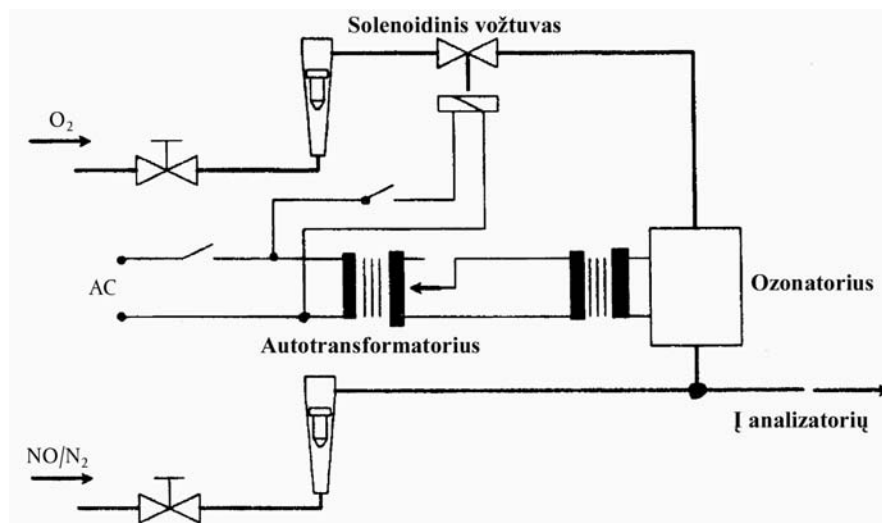 Solenoidinis vožtuvas
O₂
AC
Ozonatorius
Autotransformatorius
Į analizatorių
NO/N₂